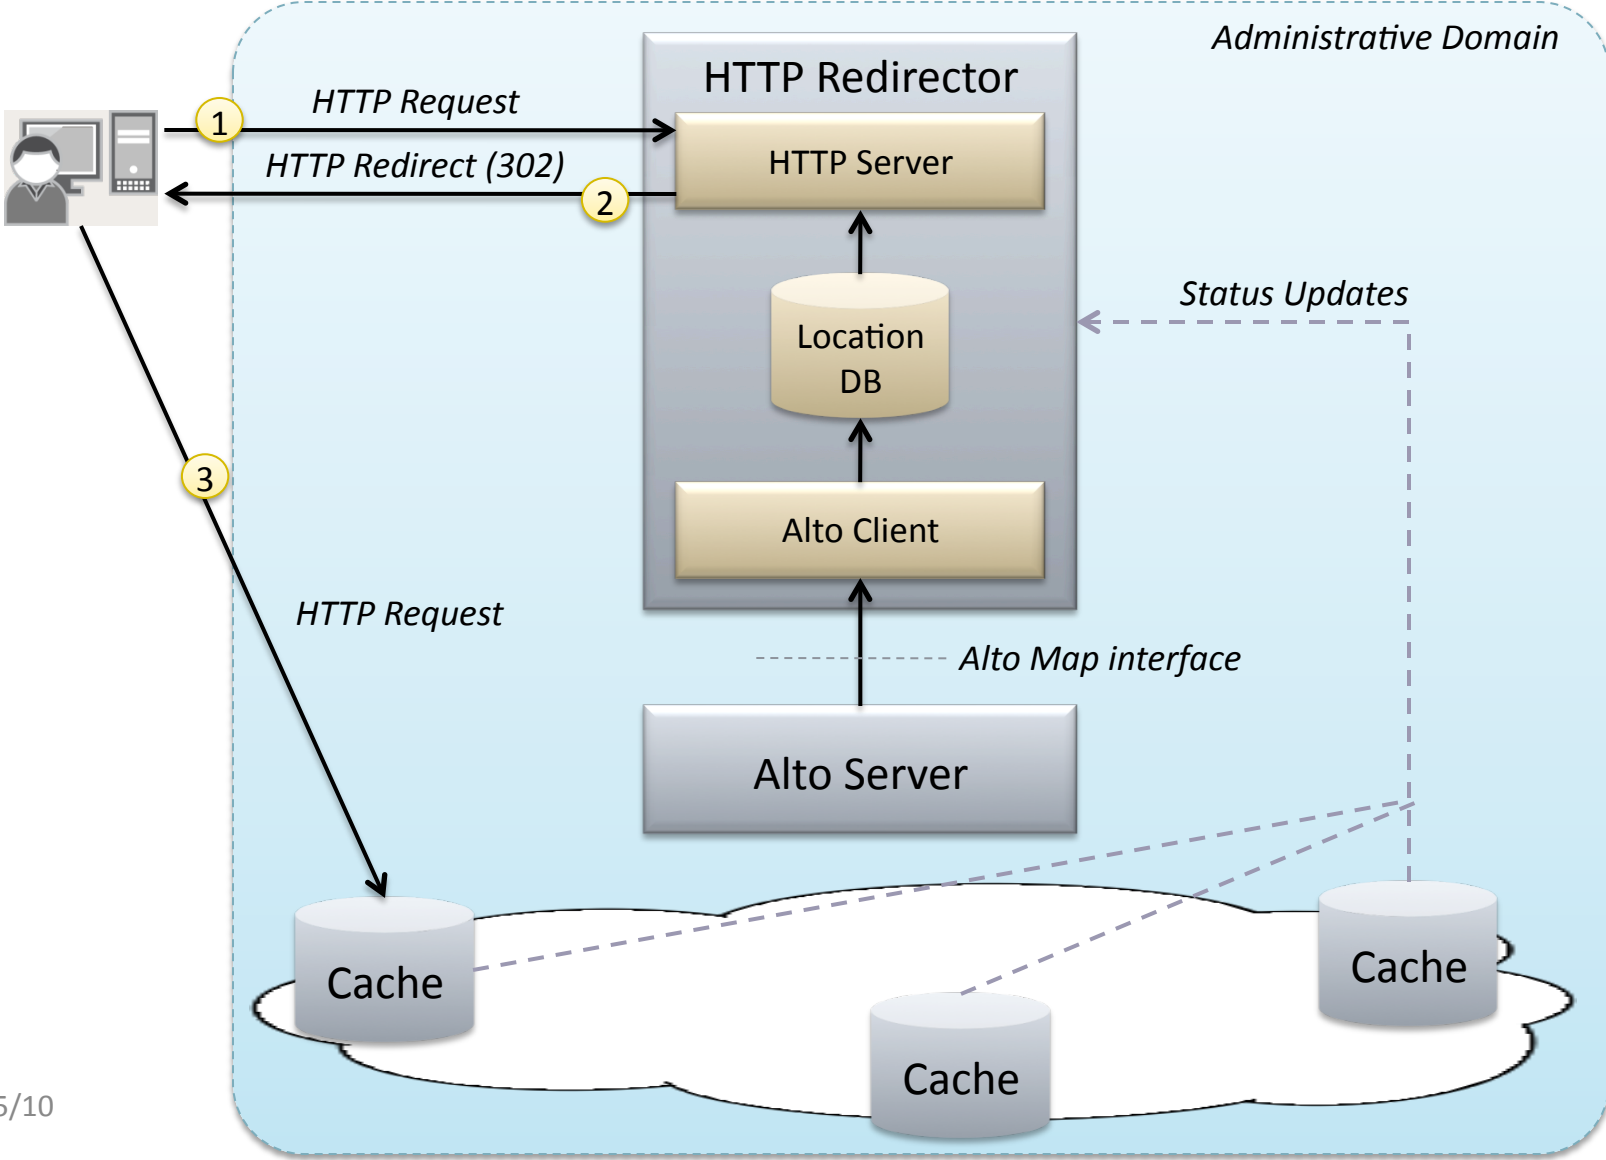 Administrative Domain
HTTP Redirector
HTTP Request
1
HTTP Server
HTTP Redirect (302)
2
Status Updates
Location
DB
3
Alto Client
HTTP Request
Alto Map interface
Alto Server
Cache
Cache
Cache
/10